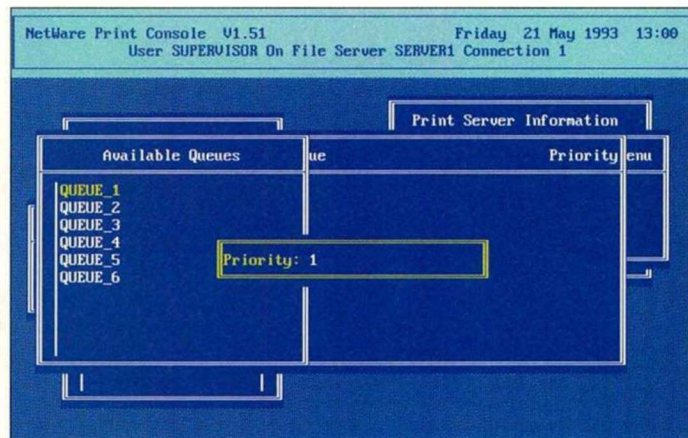 NetWare Print Console V1.51 Friday 21 May 1993 13:00
User SUPERVISOR On File Server SERVER1 Connection 1
Print Server Information
Available Queues
ue Priority
enu
QUEUE_1
QUEUE_2
QUEUE_3
QUEUE_4
QUEUE_5
QUEUE_6
Priority: 1